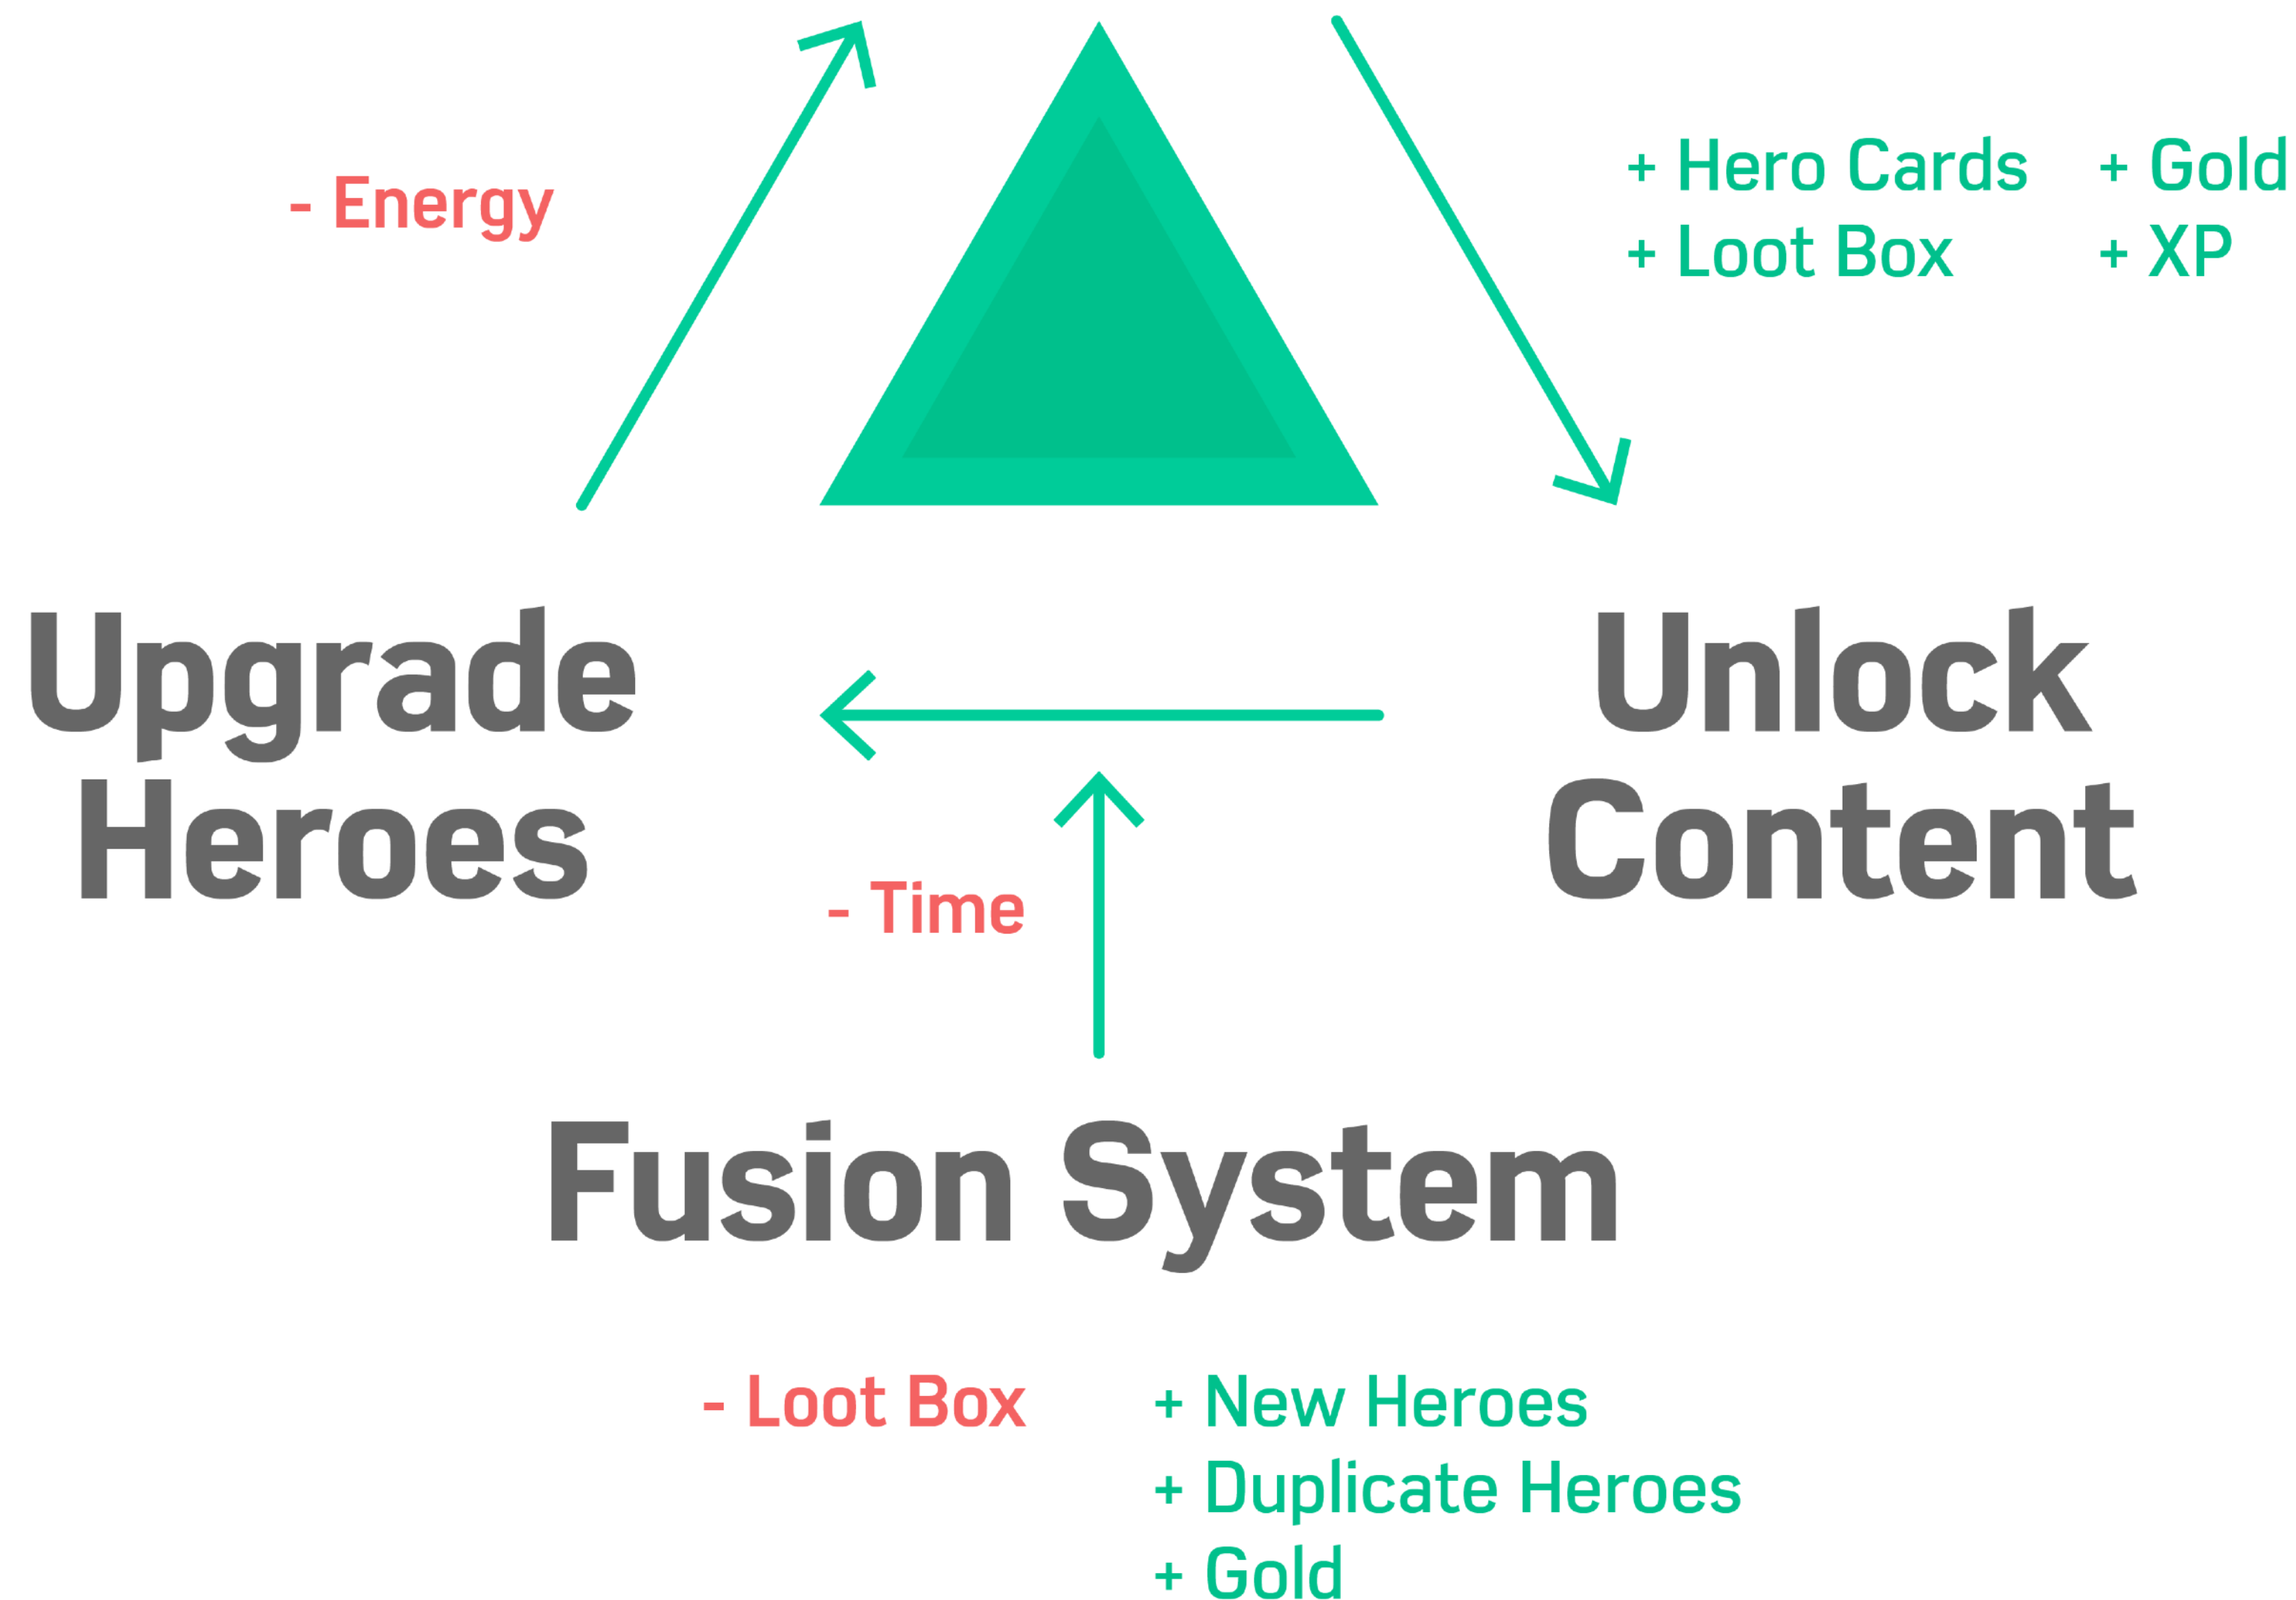 + Hero Cards + Gold
- Energy
+ Loot Box + XP
Upgrade
Heroes
Unlock
Content
- Time
Fusion System
- Loot Box
+ New Heroes
+ Duplicate Heroes
+ Gold